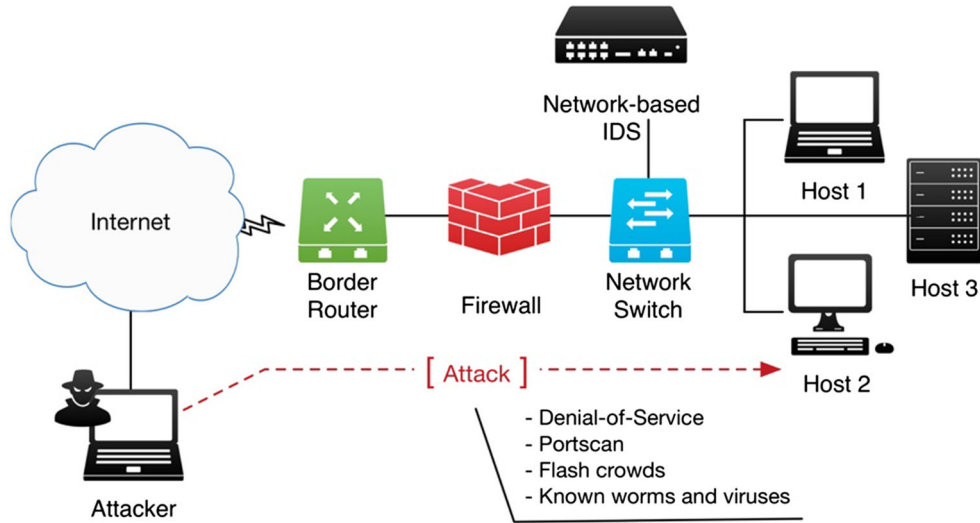 Network-based
IDS
Internet
Host 1
Border
Router
Firewall
Network
Switch
Host 3
[ Attack ]
Host 2
Attacker
- Denial-of-Service
- Portscan
- Flash crowds
- Known worms and viruses